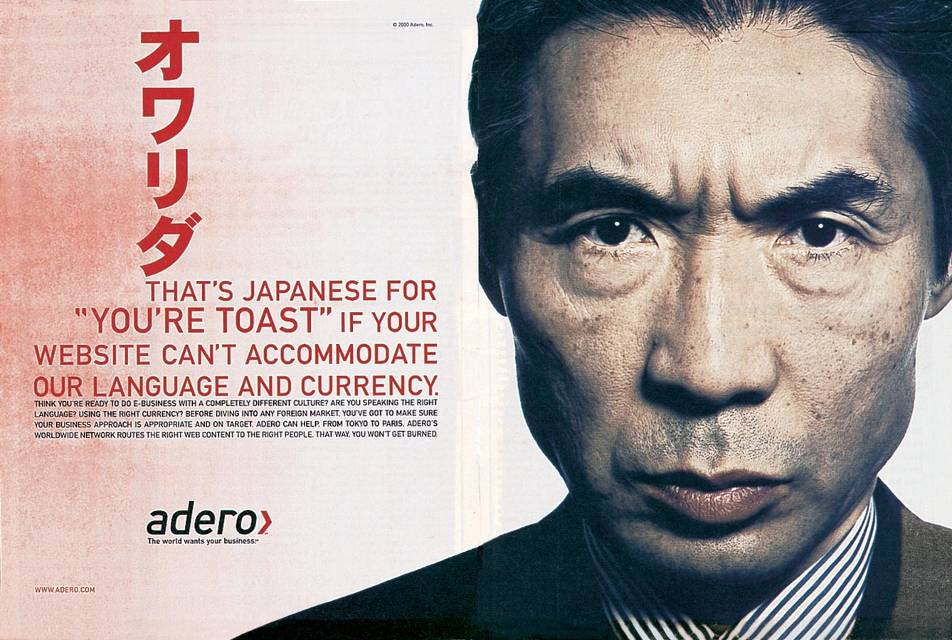 オワリダ
© 2000 Adero, Inc.
THAT'S JAPANESE FOR
"YOU'RE TOAST" IF YOUR
WEBSITE CAN'T ACCOMMODATE
OUR LANGUAGE AND CURRENCY.
THINK YOU'RE READY TO DO E-BUSINESS WITH A COMPLETELY DIFFERENT CULTURE? ARE YOU SPEAKING THE RIGHT
LANGUAGE? USING THE RIGHT CURRENCY? BEFORE DIVING INTO ANY FOREIGN MARKET, YOU'VE GOT TO MAKE SURE
YOUR BUSINESS APPROACH IS APPROPRIATE AND ON TARGET. ADERO CAN HELP. FROM TOKYO TO PARIS, ADERO'S
WORLDWIDE NETWORK ROUTES THE RIGHT WEB CONTENT TO THE RIGHT PEOPLE. THAT WAY, YOU WON'T GET BURNED.
adero
The world wants your business.℠
WWW.ADERO.COM